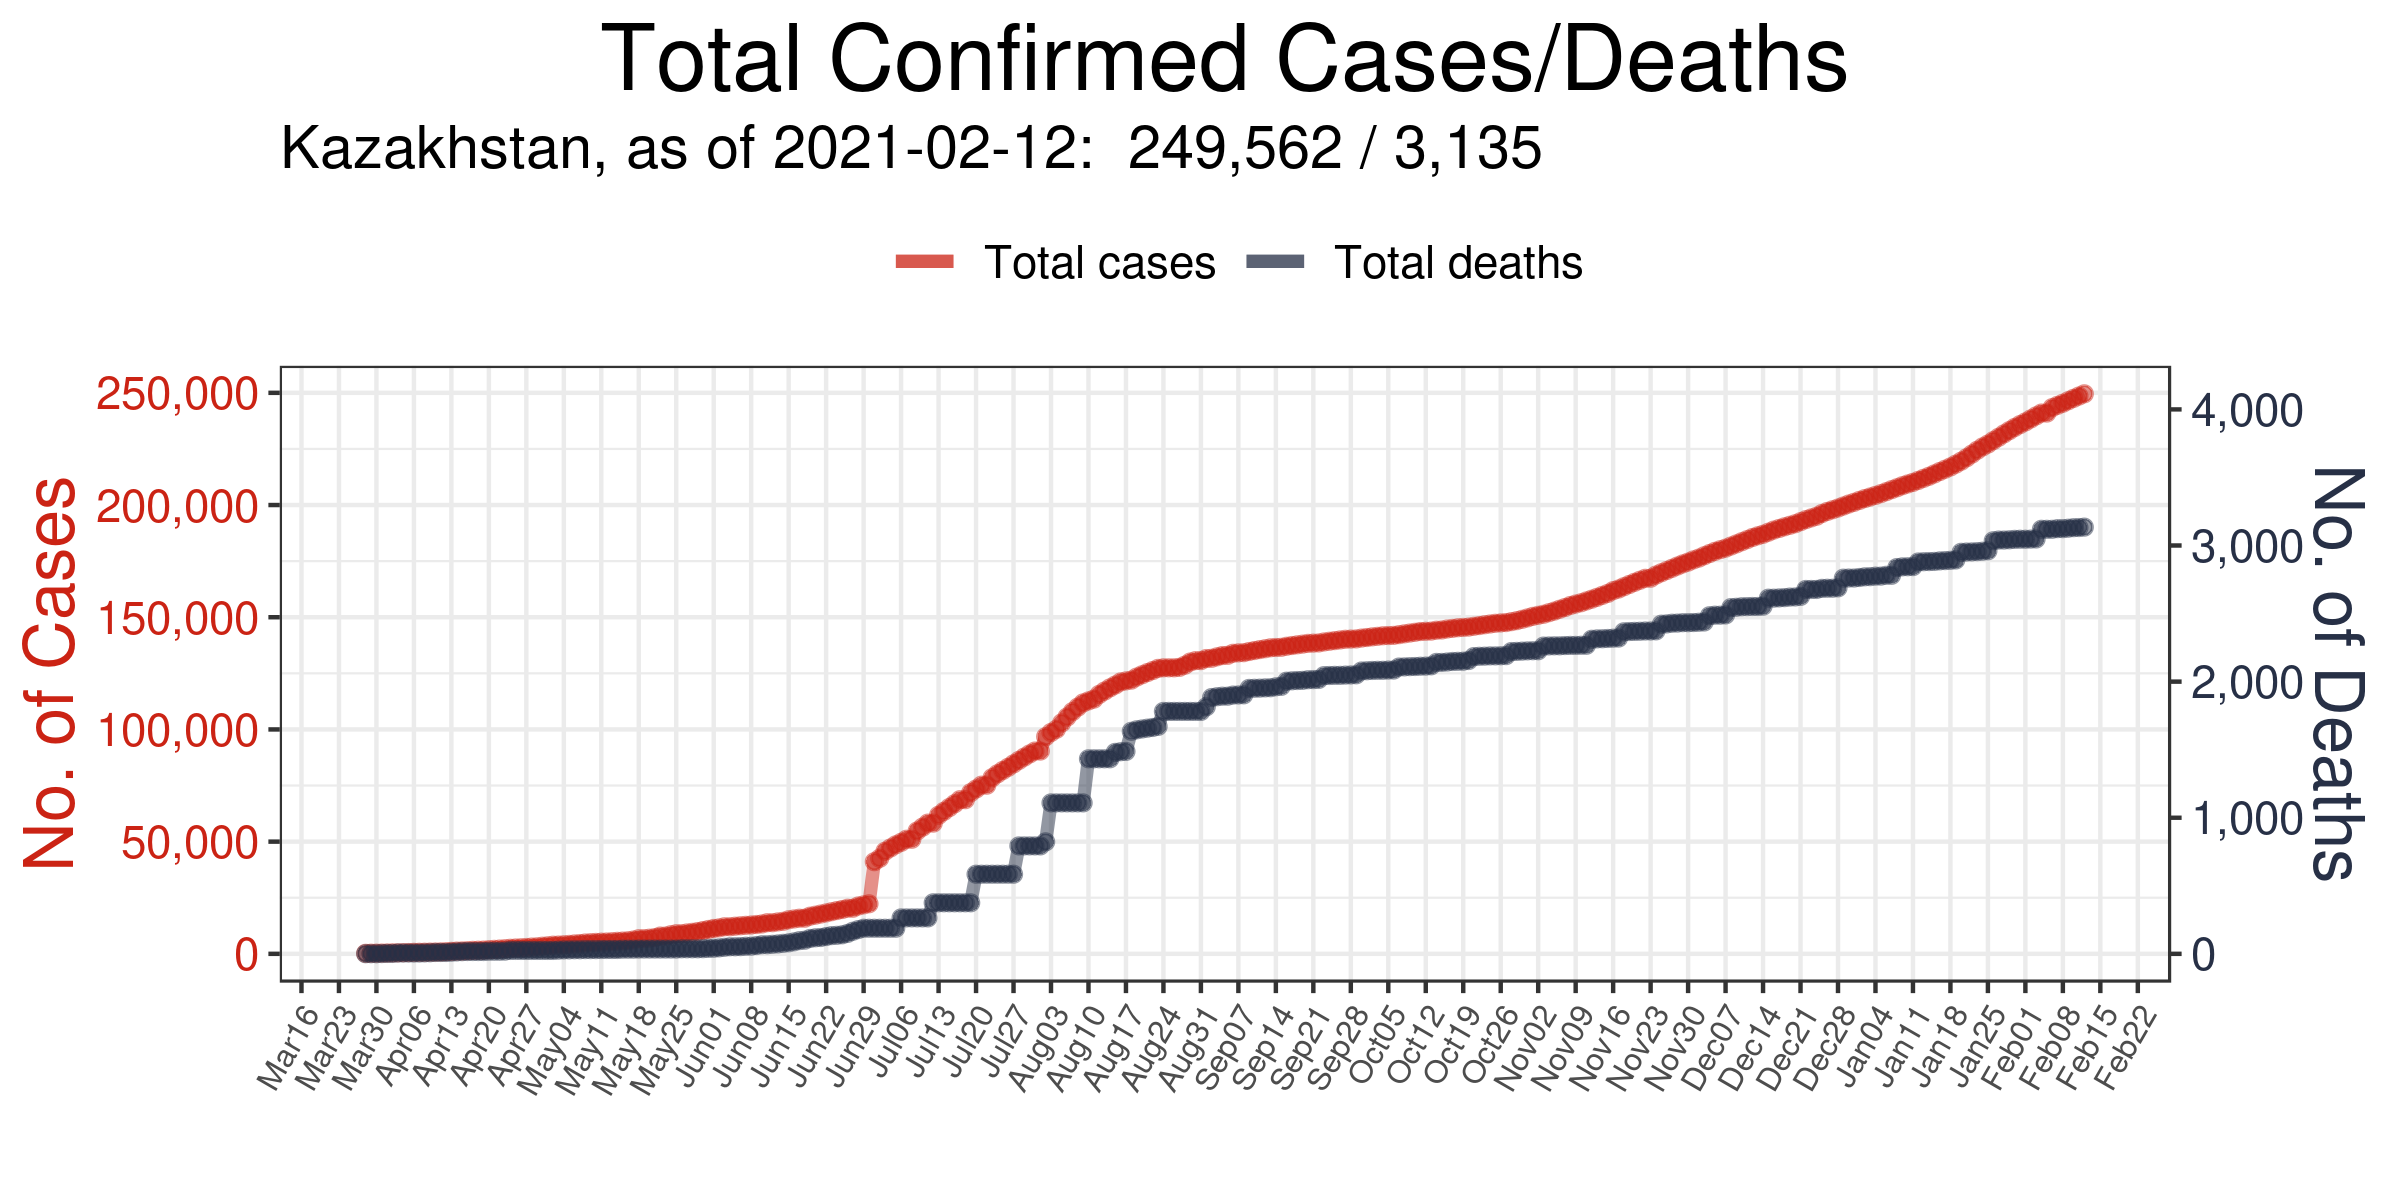 Total Confirmed Cases/Deaths
Kazakhstan, as of 2021-02-12:  249,562 / 3,135
Total cases
Total deaths
No. of Cases
250,000
200,000
150,000
100,000
50,000
0
4,000
3,000
2,000
1,000
0
No. of Deaths
Mar16
Mar23
Mar30
Apr06
Apr13
Apr20
Apr27
May04
May11
May18
May25
Jun01
Jun08
Jun15
Jun22
Jun29
Jul06
Jul13
Jul20
Jul27
Aug03
Aug10
Aug17
Aug24
Aug31
Sep07
Sep14
Sep21
Sep28
Oct05
Oct12
Oct19
Oct26
Nov02
Nov09
Nov16
Nov23
Nov30
Dec07
Dec14
Dec21
Dec28
Jan04
Jan11
Jan18
Jan25
Feb01
Feb08
Feb15
Feb22